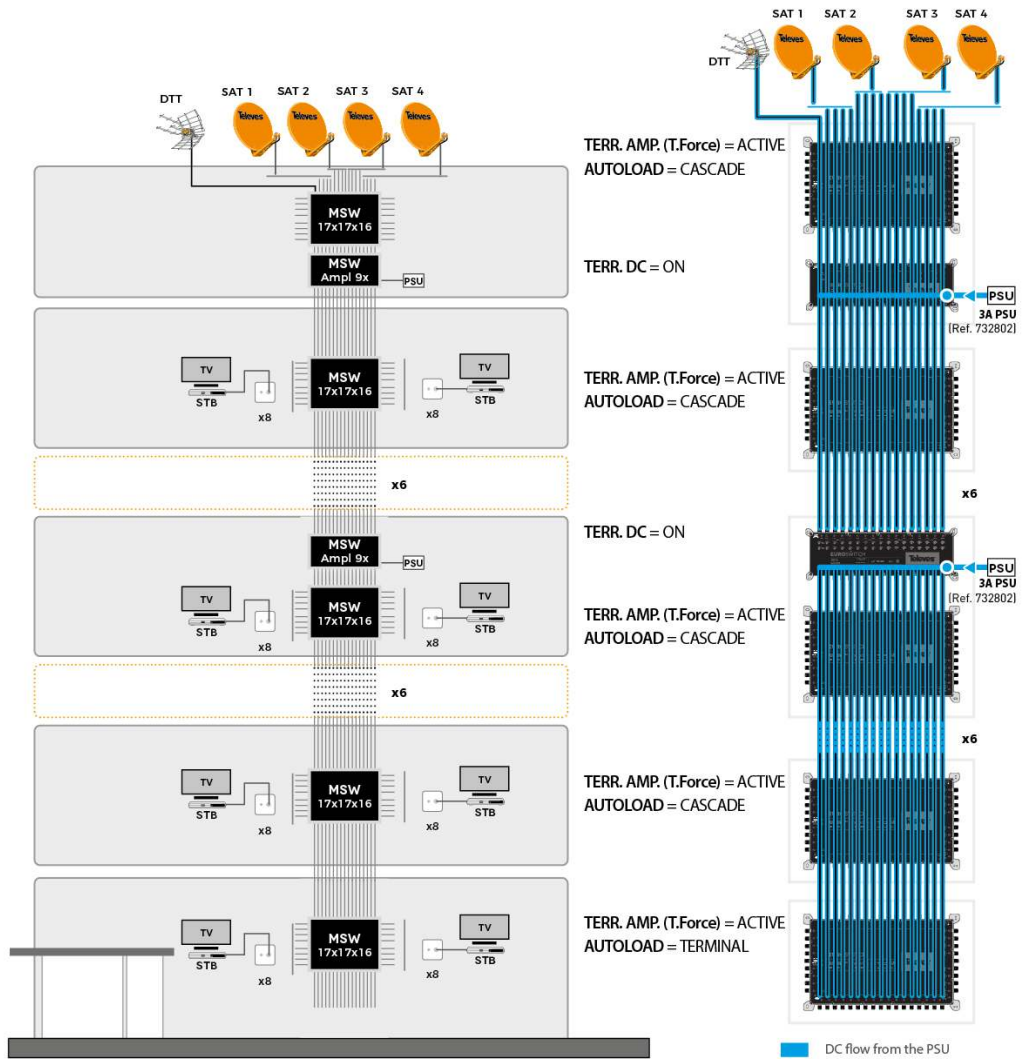 SAT 1
SAT 2
SAT 3
SAT 4
DTT
Televes
Televes
Televes
Televes
MSW
17x17x16
MSW
Ampl 9x
PSU
TV
STB
x8
MSW
17x17x16
TV
STB
x8
x6
MSW
Ampl 9x
PSU
TV
STB
x8
MSW
17x17x16
TV
STB
x8
x6
TV
STB
x8
MSW
17x17x16
TV
STB
x8
TV
STB
x8
MSW
17x17x16
TV
STB
x8
TERR. AMP. (T.Force) = ACTIVE
AUTOLOAD = CASCADE
TERR. DC = ON
TERR. AMP. (T.Force) = ACTIVE
AUTOLOAD = CASCADE
TERR. DC = ON
TERR. AMP. (T.Force) = ACTIVE
AUTOLOAD = CASCADE
TERR. AMP. (T.Force) = ACTIVE
AUTOLOAD = CASCADE
TERR. AMP. (T.Force) = ACTIVE
AUTOLOAD = TERMINAL
SAT 1
SAT 2
SAT 3
SAT 4
DTT
Televes
Televes
Televes
Televes
PSU
3A PSU
(Ref. 732802)
x6
EUROSWITCH
Televes
PSU
3A PSU
(Ref. 732802)
x6
DC flow from the PSU